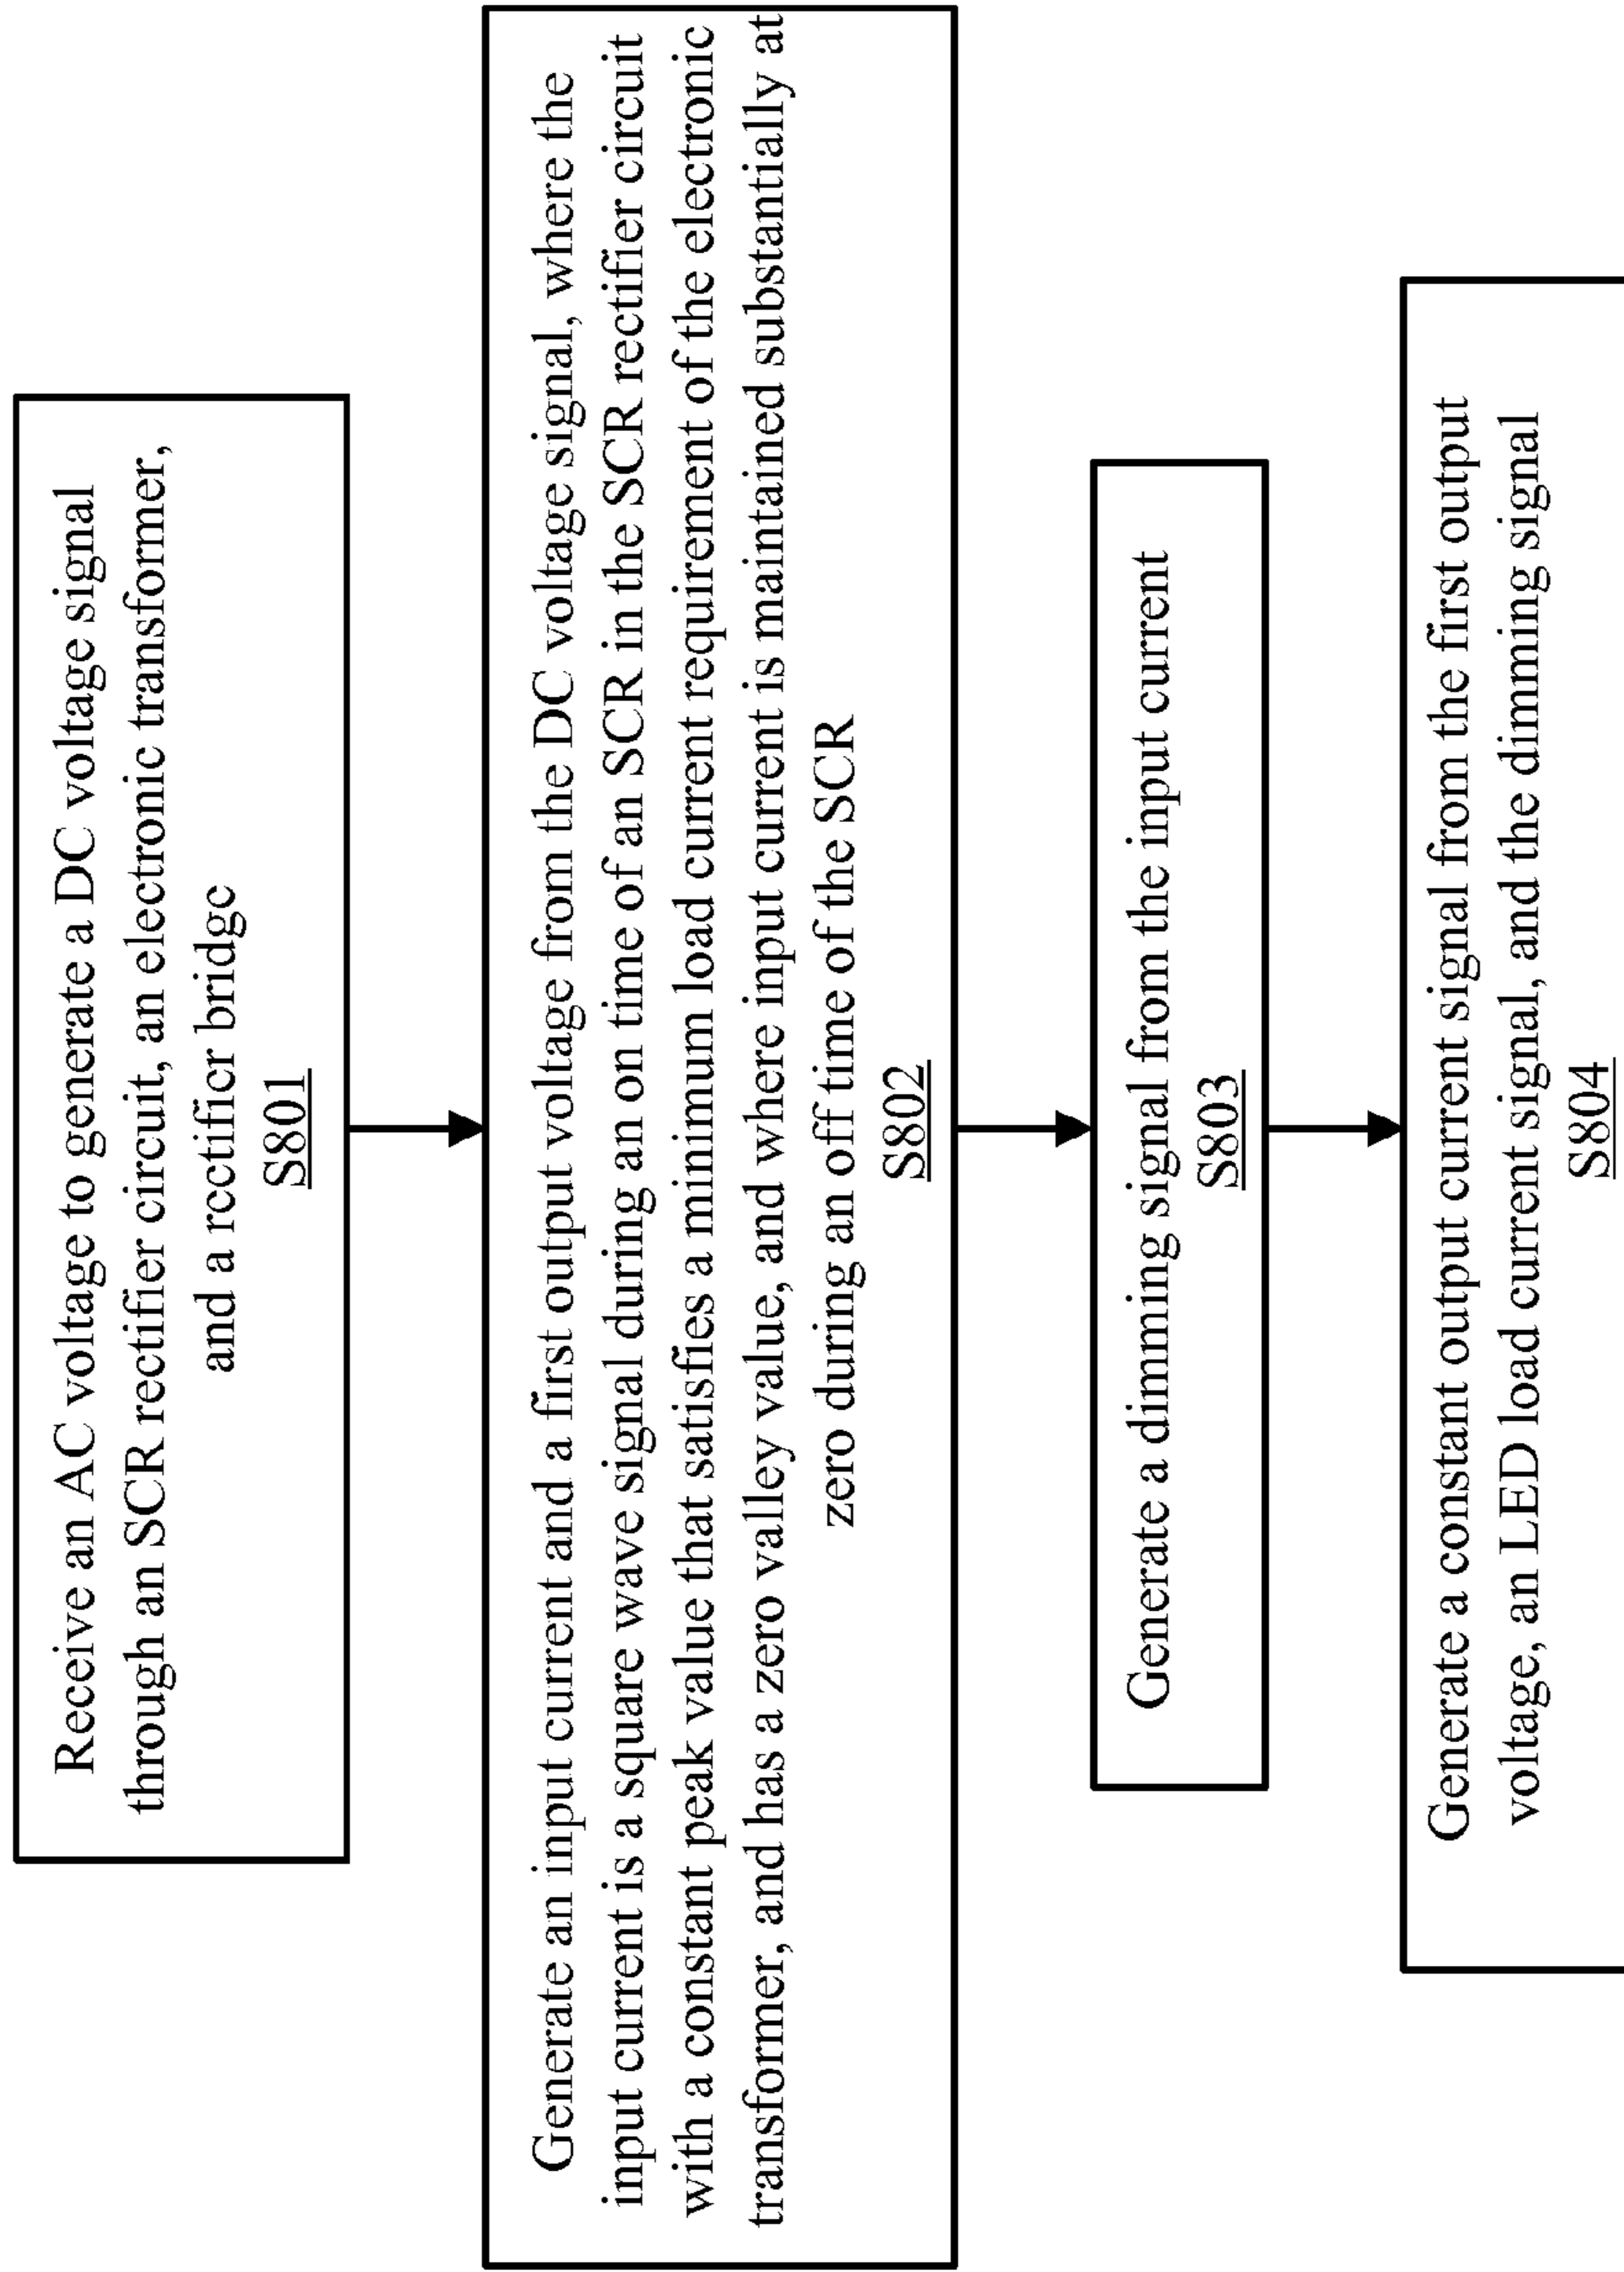 Receive an AC voltage to generate a DC voltage signal
through an SCR rectifier circuit, an electronic transformer,
and a rectifier bridge
S801
Generate an input current and a first output voltage from the DC voltage signal, where the
input current is a square wave signal during an on time of an SCR in the SCR rectifier circuit
with a constant peak value that satisfies a minimum load current requirement of the electronic
transformer, and has a zero valley value, and where input current is maintained substantially at
zero during an off time of the SCR
S802
Generate a dimming signal from the input current
S803
Generate a constant output current signal from the first output
voltage, an LED load current signal, and the dimming signal
S804